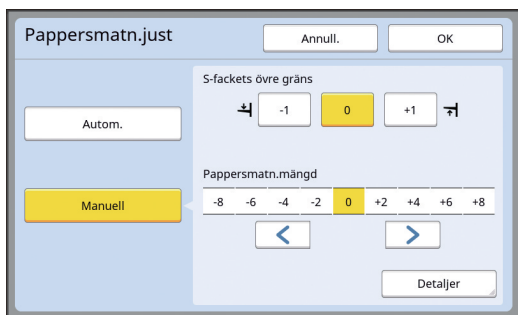 Pappersmatn.just
Annull.
OK
S-fackets övre gräns
-1
0
+1
Autom.
Pappersmatn.mängd
Manuell
-8 -6 -4 -2 0 +2 +4 +6 +8
Detaljer